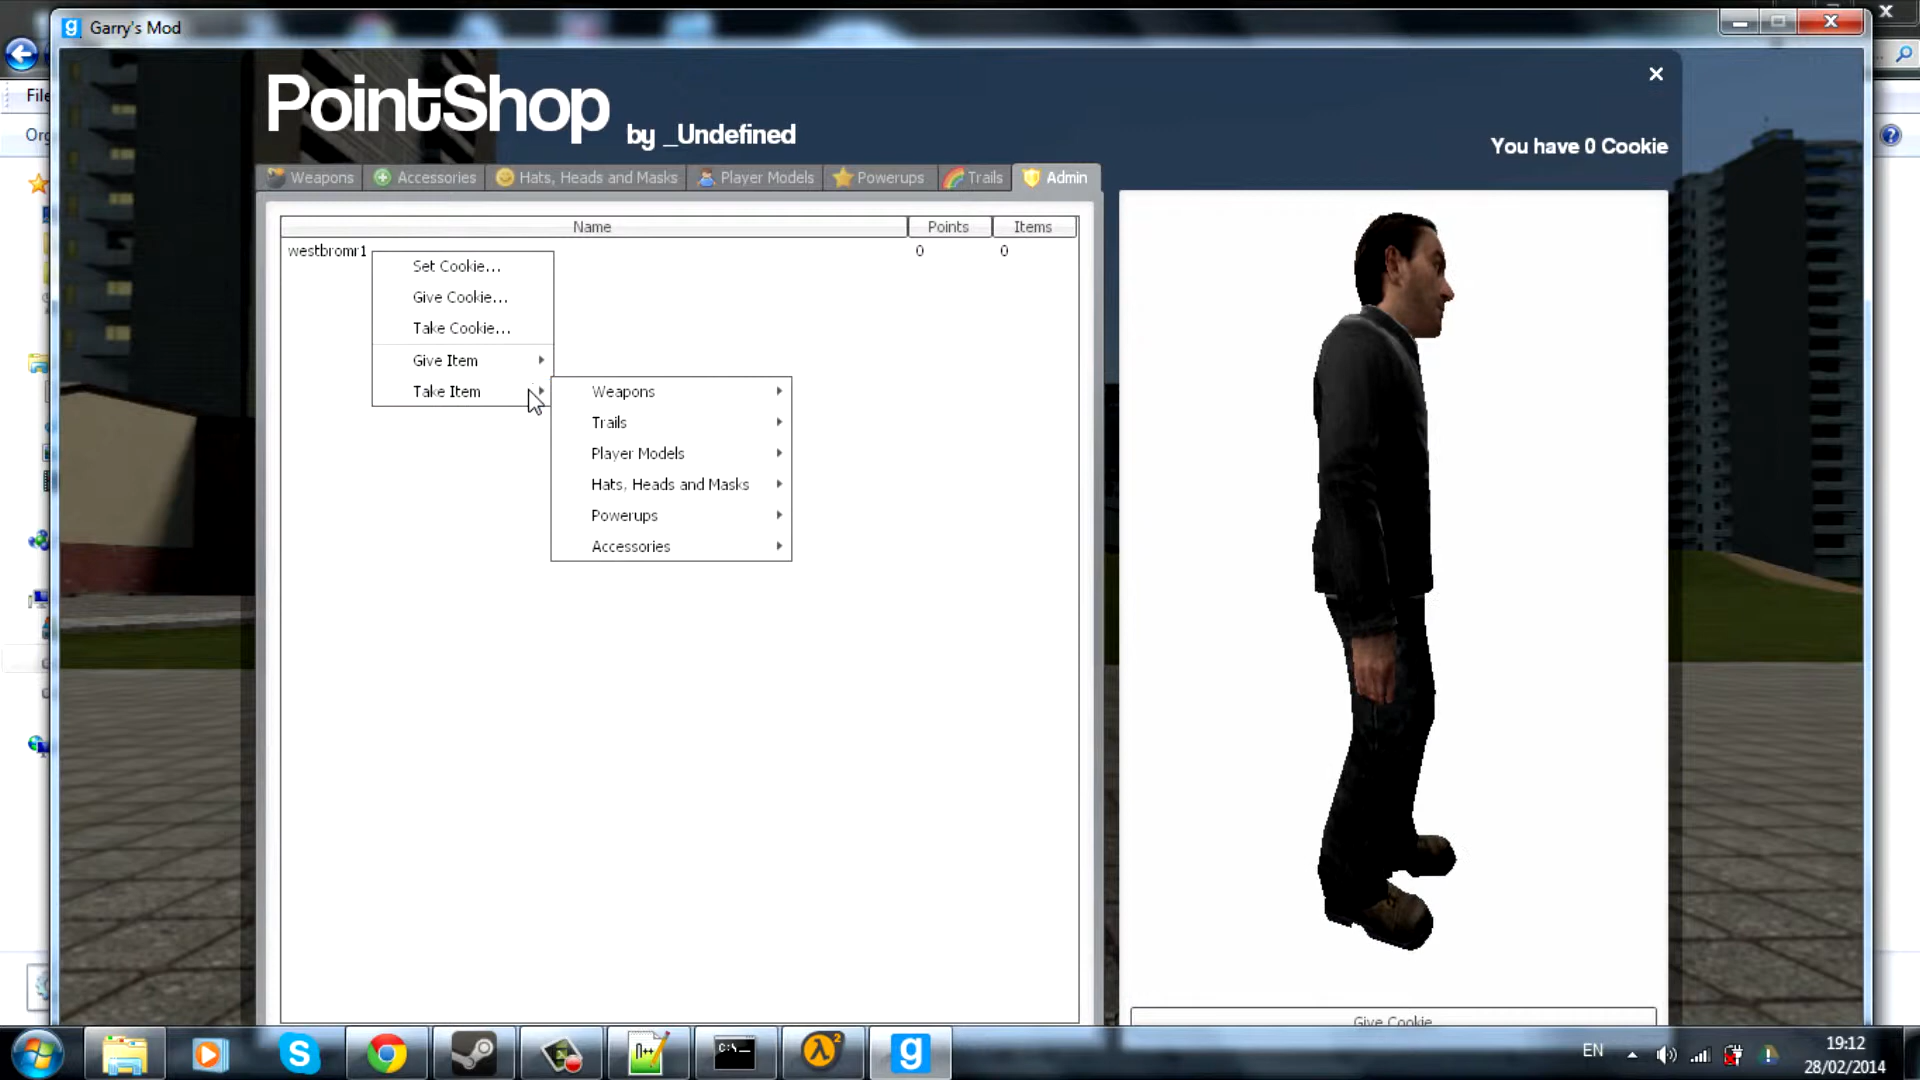 Garry's Mod
File
Org
PointShop
by _Undefined
You have 0 Cookie
Weapons
Accessories
Hats, Heads and Masks
Player Models
Powerups
Trails
Admin
Name
Points
Items
westbromr1
0
0
Set Cookie...
Give Cookie...
Take Cookie...
Give Item
Take Item
Weapons
Trails
Player Models
Hats, Heads and Masks
Powerups
Accessories
Give Cookie
EN
19:12
28/02/2014